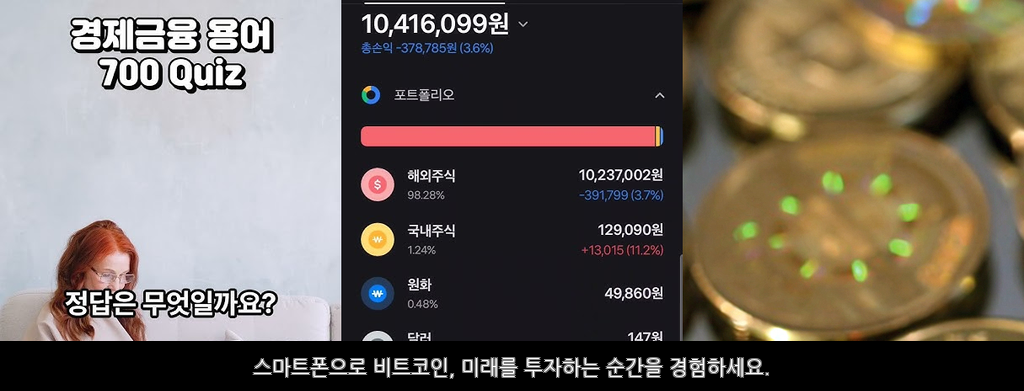 경제금융 용어
700 Quiz
정답은 무엇일까요?
10,416,099원
총손익 -378,785원 (3.6%)
포트폴리오
해외주식 10,237,002원
98.28% -391,799 (3.7%)
국내주식 129,090원
1.24% +13,015 (11.2%)
원화 49,860원
0.48%
달러 147원
스마트폰으로 비트코인, 미래를 투자하는 순간을 경험하세요.